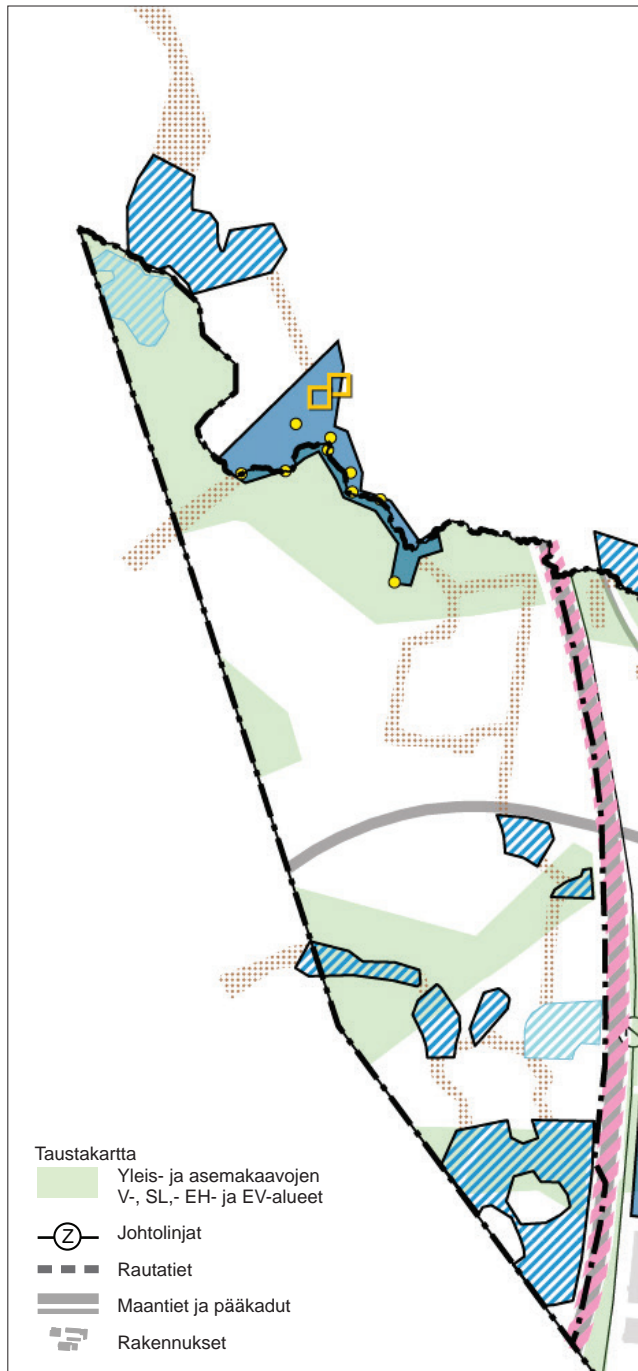 Taustakartta
Yleis- ja asemakaavojen
V-, SL,- EH- ja EV-alueet
Z Johtolinjat
Rautatiet
Maantiet ja pääkadut
Rakennukset